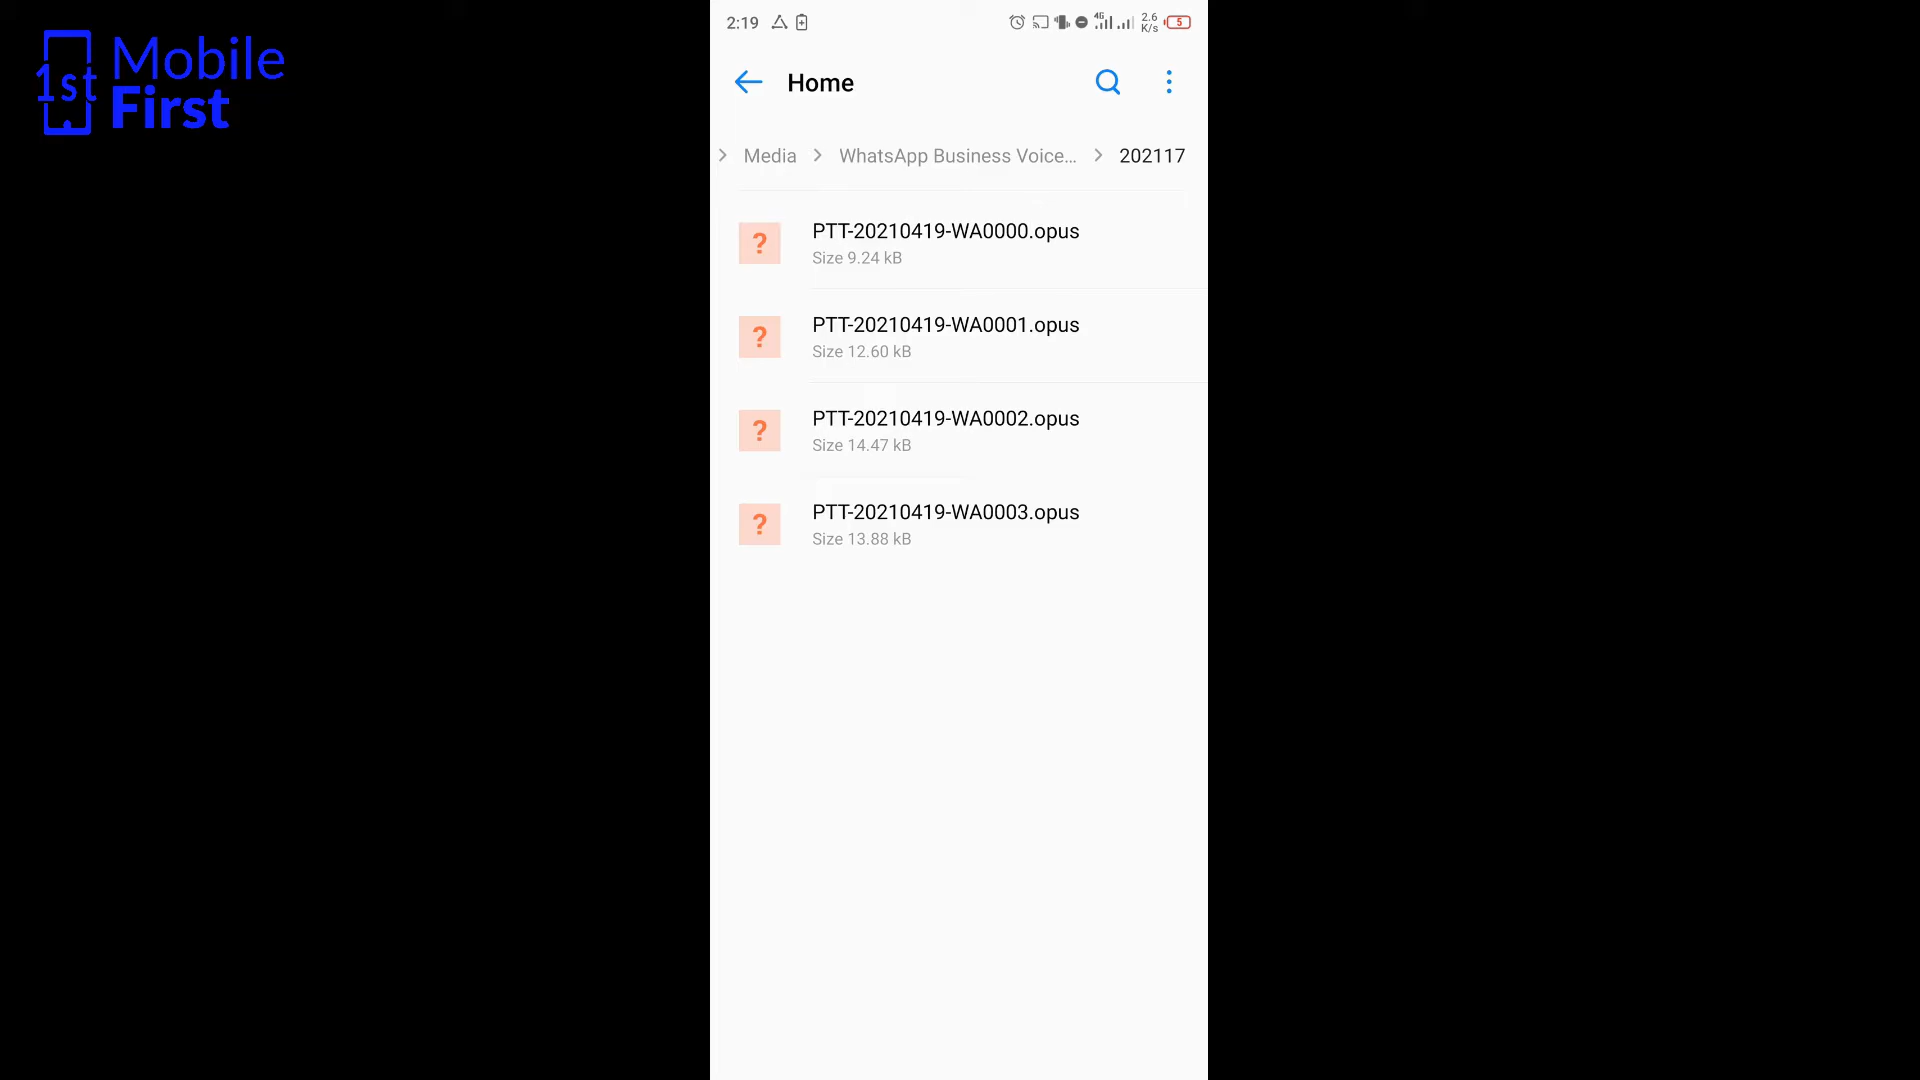 1st Mobile
First
2:19
4G 2.6 K/s 5
Home
Media > WhatsApp Business Voice... > 202117
? PTT-20210419-WA0000.opus
Size 9.24 kB
? PTT-20210419-WA0001.opus
Size 12.60 kB
? PTT-20210419-WA0002.opus
Size 14.47 kB
? PTT-20210419-WA0003.opus
Size 13.88 kB